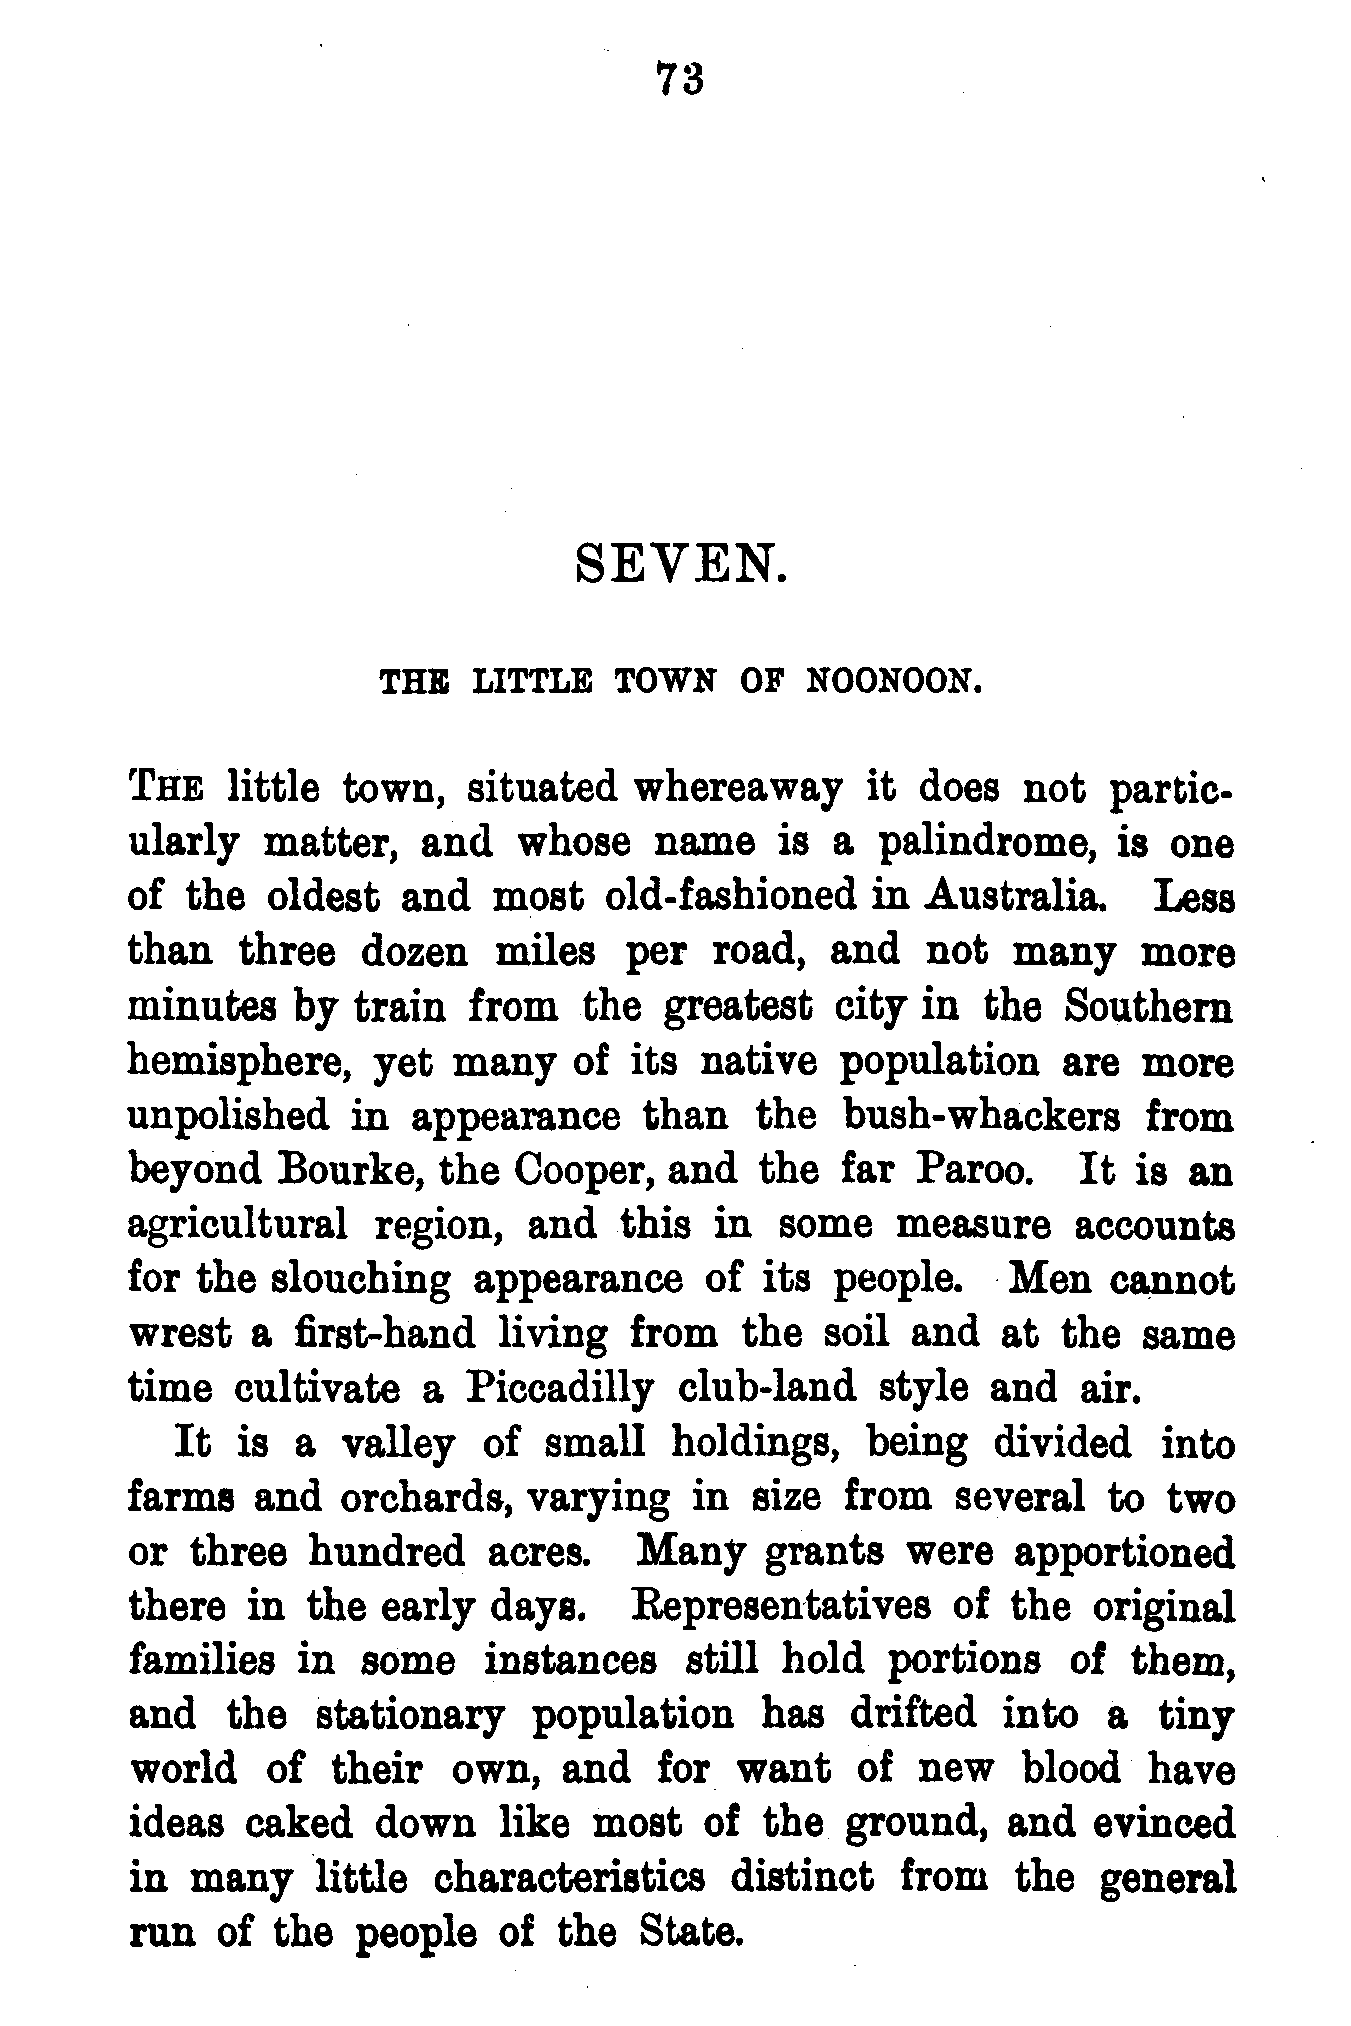 73
SEVEN.
THE LITTLE TOWN OF NOONOON.
THE little town, situated whereaway it does not partic-
ularly matter, and whose name is a palindrome, is one
of the oldest and most old-fashioned in Australia. Less
than three dozen miles per road, and not many more
minutes by train from the greatest city in the Southern
hemisphere, yet many of its native population are more
unpolished in appearance than the bush-whackers from
beyond Bourke, the Cooper, and the far Paroo. It is an
agricultural region, and this in some measure accounts
for the slouching appearance of its people. Men cannot
wrest a first-hand living from the soil and at the same
time cultivate a Piccadilly club-land style and air.
It is a valley of small holdings, being divided into
farms and orchards, varying in size from several to two
or three hundred acres. Many grants were apportioned
there in the early days. Representatives of the original
families in some instances still hold portions of them,
and the stationary population has drifted into a tiny
world of their own, and for want of new blood have
ideas caked down like most of the ground, and evinced
in many little characteristics distinct from the general
run of the people of the State.